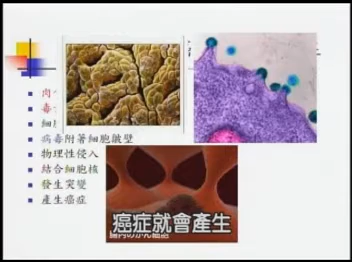 肉
毒
細
病毒附著細胞皺壁
物理性侵入
結合細胞核
發生突變
產生癌症
癌症就會產生